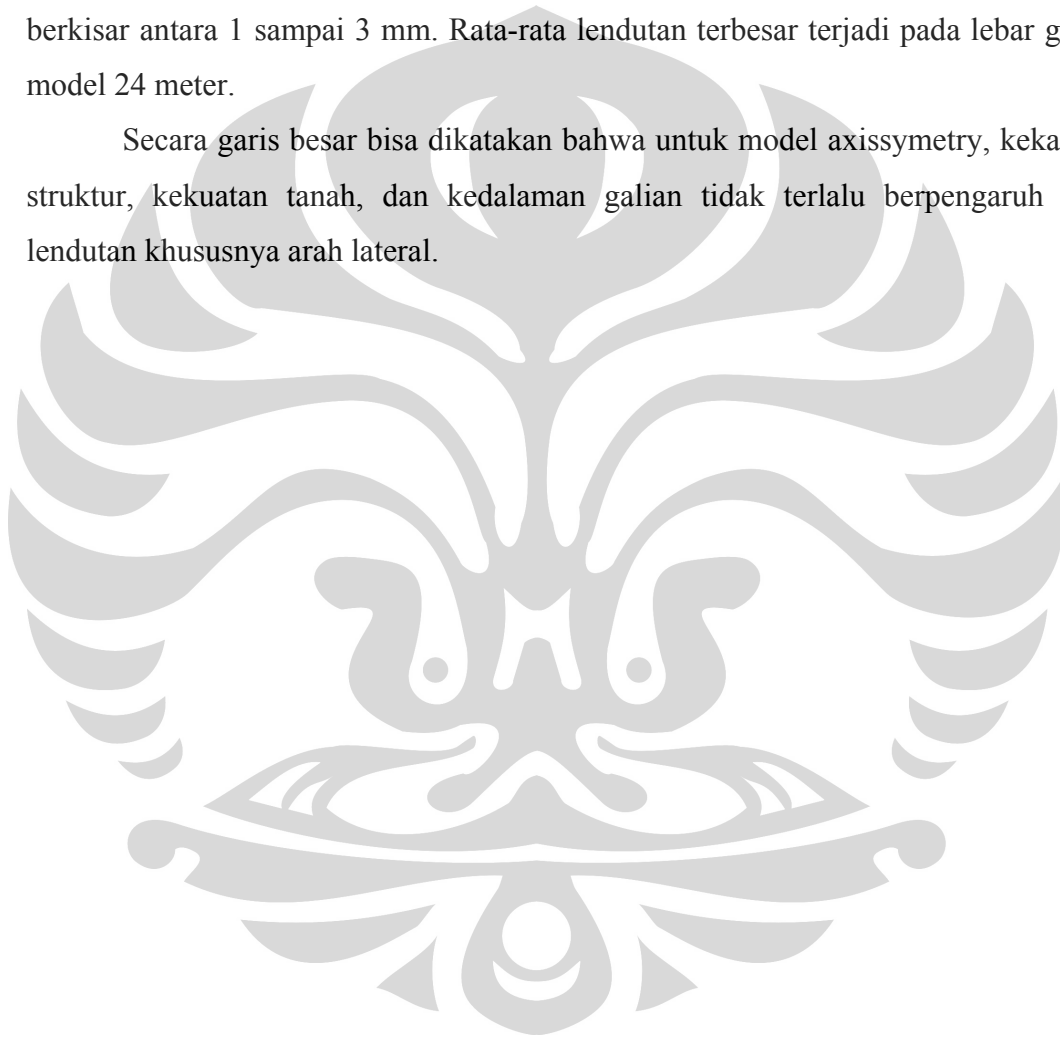 berkisar antara 1 sampai 3 mm. Rata-rata lendutan terbesar terjadi pada lebar g
model 24 meter.
Secara garis besar bisa dikatakan bahwa untuk model axissymetry, keka
struktur, kekuatan tanah, dan kedalaman galian tidak terlalu berpengaruh
lendutan khususnya arah lateral.